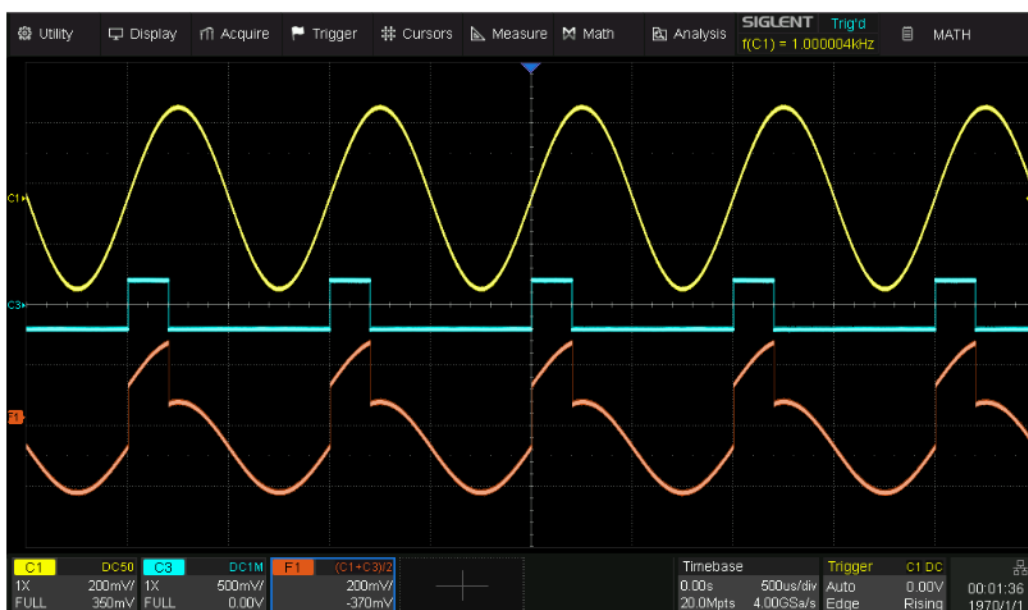 Utility Display Acquire Trigger Cursors Measure Math Analysis
SIGLENT Trig'd
f(C1) = 1.000004kHz
MATH
C1
C3
F1
C1 DC50 C3 DC1M F1 (C1+C3)/2 Timebase Trigger C1 DC
1X 200mV/ 1X 500mV/ 200mV/ 0.00s 500us/div Auto 0.00V 00:01:36
FULL 350mV FULL 0.00V -370mV 20.0Mpts 4.00GSa/s Edge Rising 1970/1/1